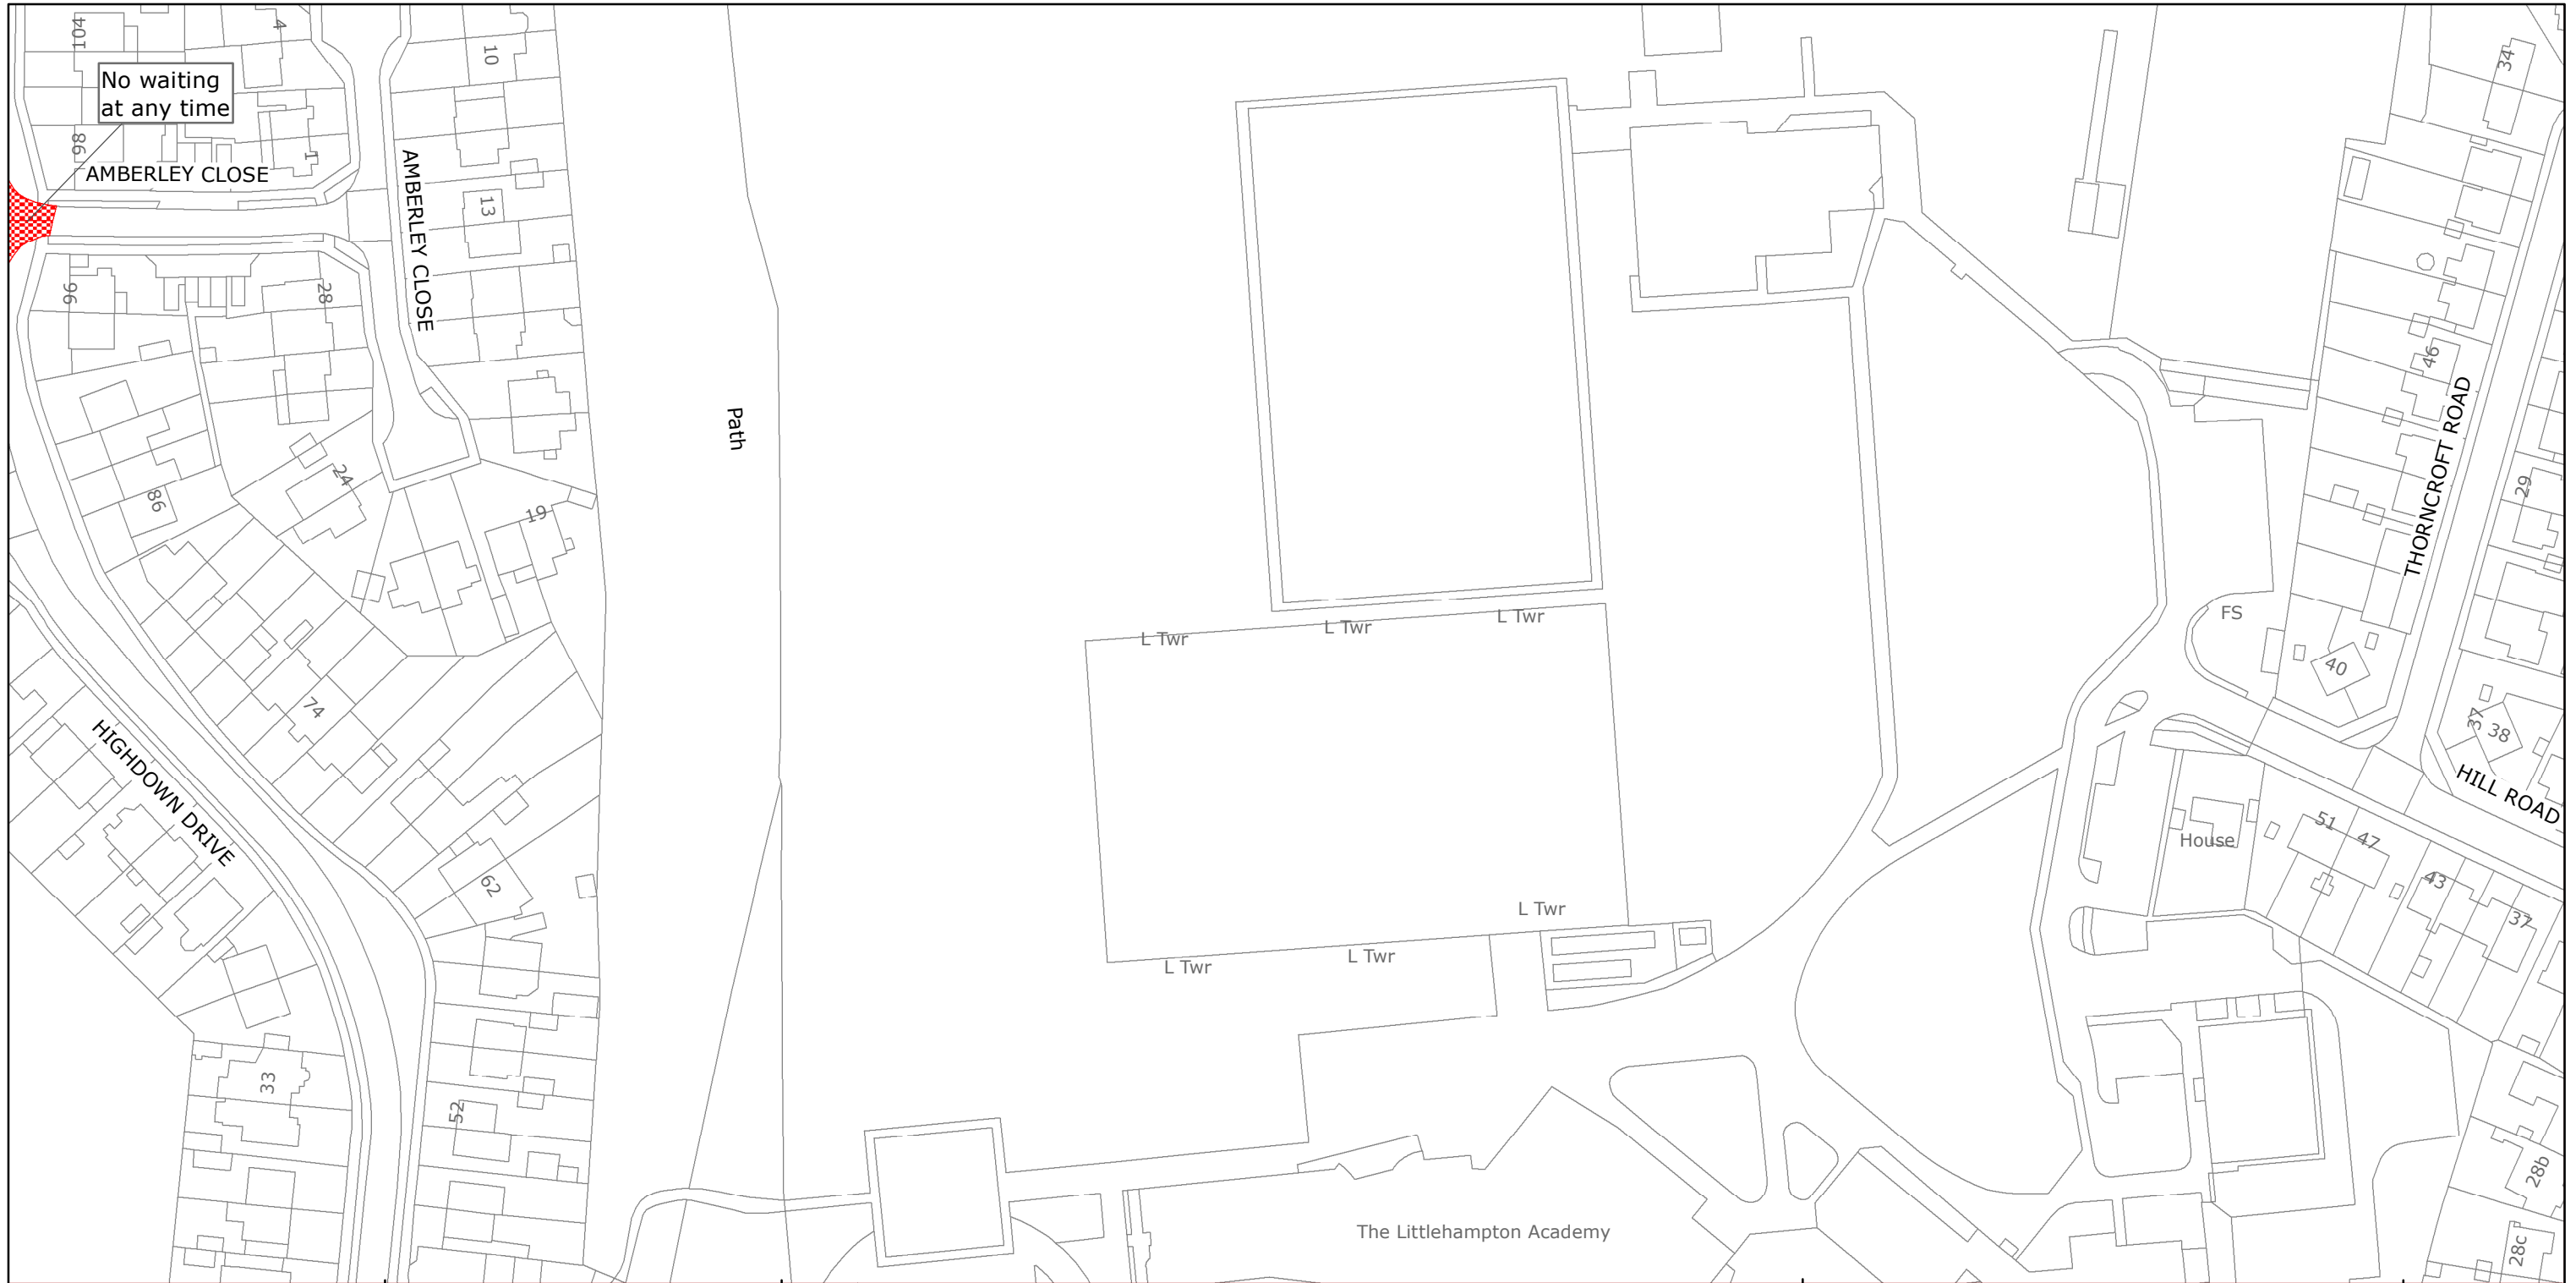 104
4
10
34
No waiting
at any time
98
1
AMBERLEY CLOSE
AMBERLEY CLOSE
13
96
28
46
THORNCROFT ROAD
Path
24
86
19
29
FS
L Twr
L Twr
L Twr
40
74
37
38
HIGHDOWN DRIVE
HILL ROAD
51
47
House
43
37
62
L Twr
L Twr
L Twr
33
52
28b
The Littlehampton Academy
28c